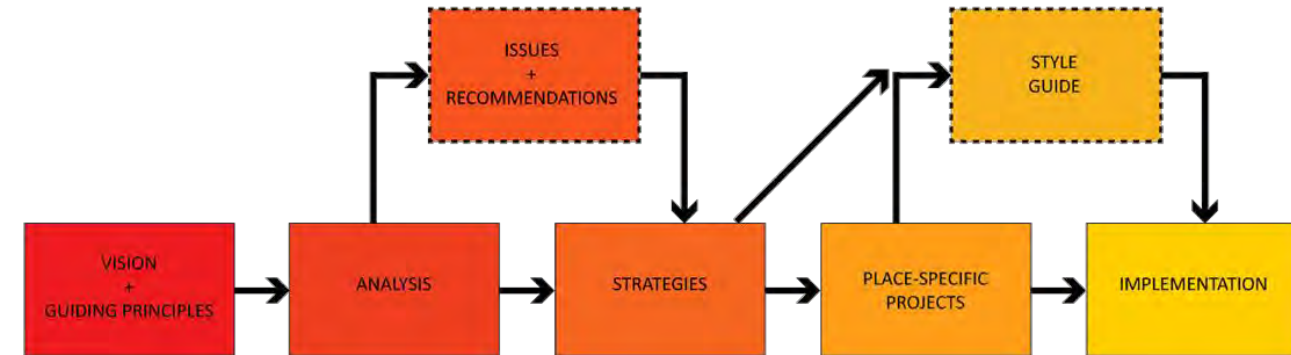 ISSUES
+
RECOMMENDATIONS
STYLE
GUIDE
VISION
+
GUIDING PRINCIPLES
ANALYSIS
STRATEGIES
PLACE-SPECIFIC
PROJECTS
IMPLEMENTATION